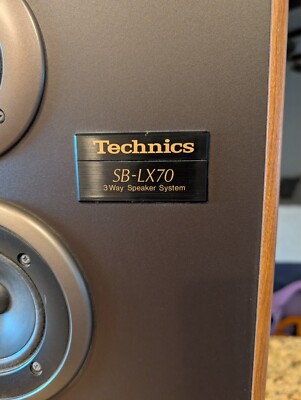 Technics
SB-LX70
3 Way Speaker System